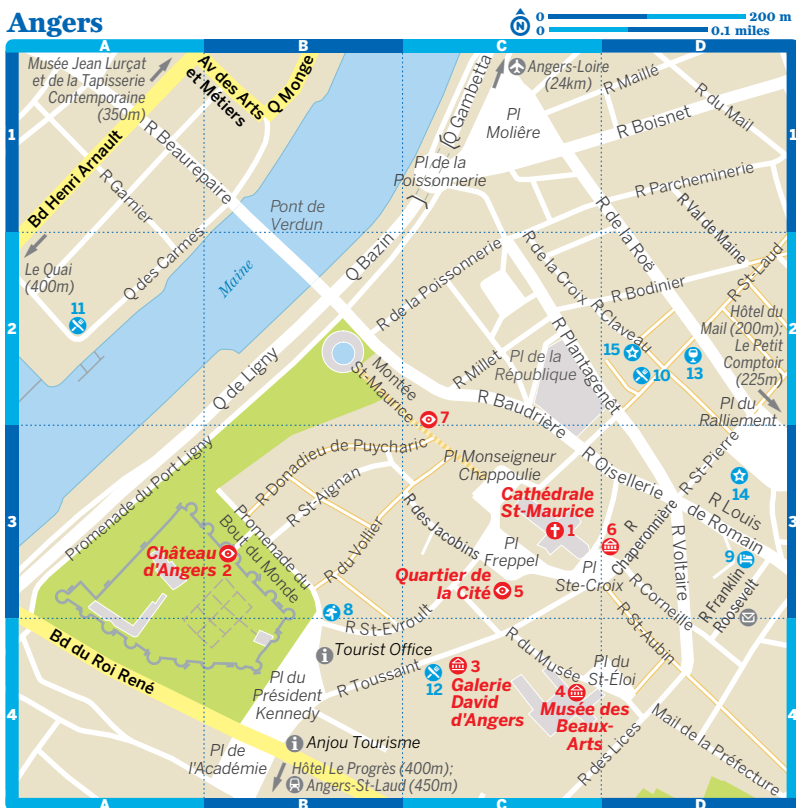 Angers
N
0 200 m
0 0.1 miles
A B C D
1
2
3
4
Musée Jean Lurçat
et de la Tapisserie
Contemporaine
(350m)
Av des Arts
et Métiers
Q Monge
Bd Henri Arnault
R Beaurepaire
R Garnier
Q des Carmes
Le Quai
(400m)
11
Pont de
Verdun
Maine
Q Gambetta
Angers-Loire
(24km)
Pl
Molière
R Maillé
R du Mail
R Boisnet
Pl de la
Poissonnerie
R Parcheminerie
R Val de Maine
R de la Roë
R St-Laud
Q Bazin
R de la Poissonnerie
R de la Croix
R Bodinier
R Claveau
R Plantagenêt
Hôtel du
Mail (200m);
Le Petit
Comptoir
(225m)
15
10
13
Pl de la
République
R Millet
Q de Ligny
Montée
St-Maurice
7
R Baudrière
Pl du
Ralliement
Promenade du Port Ligny
R Donadieu de Puycharic
R St-Aignan
Promenade du
Bout du Monde
R du Vollier
Pl Monseigneur
Chappoulie
R Oisellerie
R St-Pierre
14
R Louis
de Romain
Cathédrale
St-Maurice
1
6
R
Chaperonnière
R Voltaire
9
R des Jacobins
Pl
Freppel
Pl
Ste-Croix
R Corneille
R Franklin
Roosevelt
Château
d'Angers 2
Quartier de
la Cité
5
8
R St-Evroult
R St-Aubin
Bd du Roi René
Tourist Office
R du Musée
Pl du
St-Éloi
Pl du
Président
Kennedy
R Toussaint
12
3
Galerie
David
d'Angers
4
Musée des
Beaux-
Arts
R des Lices
Mail de la Préfecture
Anjou Tourisme
Pl de
l'Académie
Hôtel Le Progrès (400m);
Angers-St-Laud (450m)
1
2
3
4
A B C D